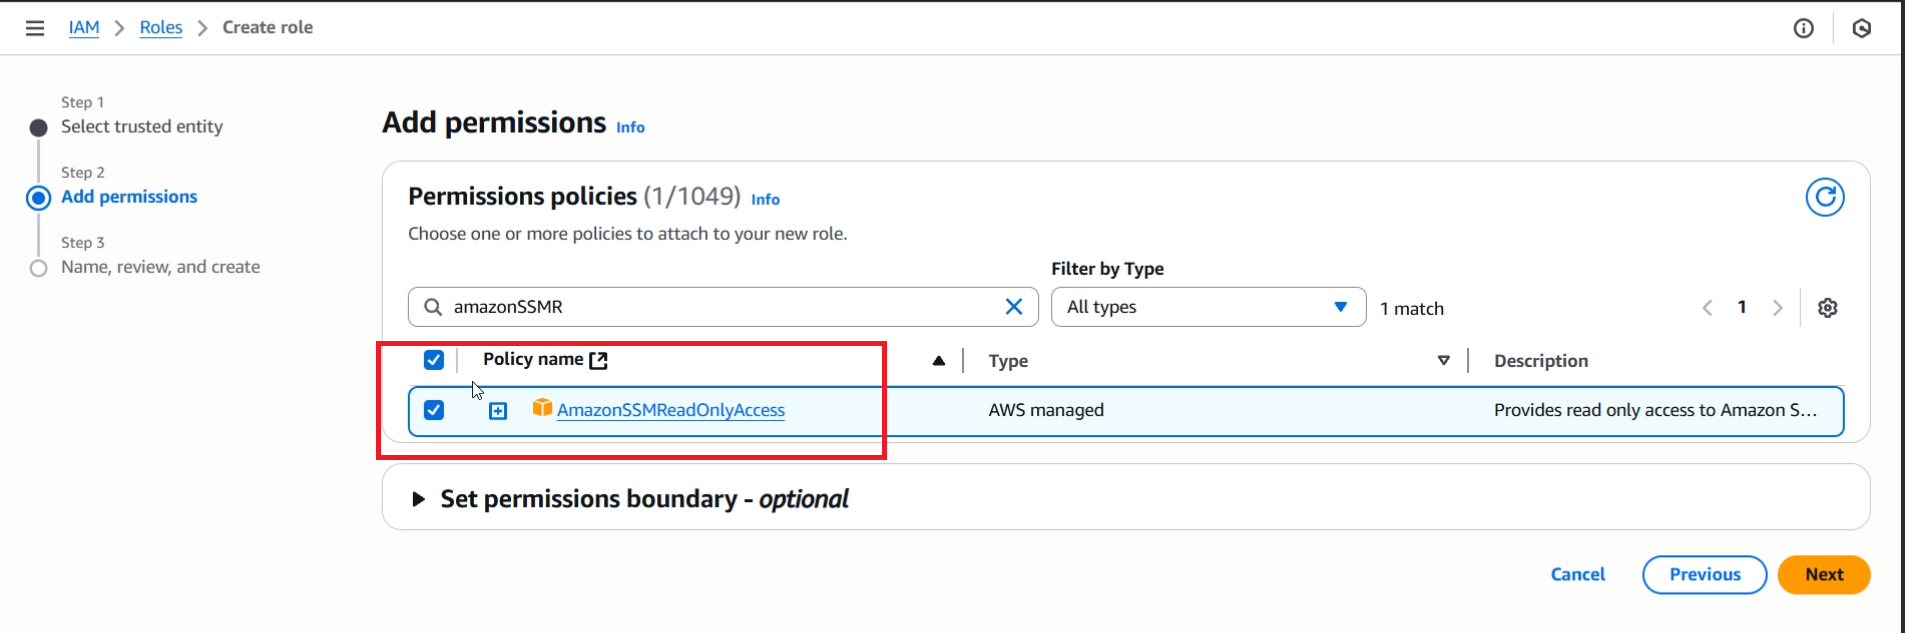 IAM > Roles > Create role
Step 1
Select trusted entity
Step 2
Add permissions
Step 3
Name, review, and create
Add permissions Info
Permissions policies (1/1049) Info
Choose one or more policies to attach to your new role.
Filter by Type
amazonSSMR
All types
1 match
1
Policy name
Type
Description
AmazonSSMReadOnlyAccess
AWS managed
Provides read only access to Amazon S...
Set permissions boundary - optional
Cancel
Previous
Next